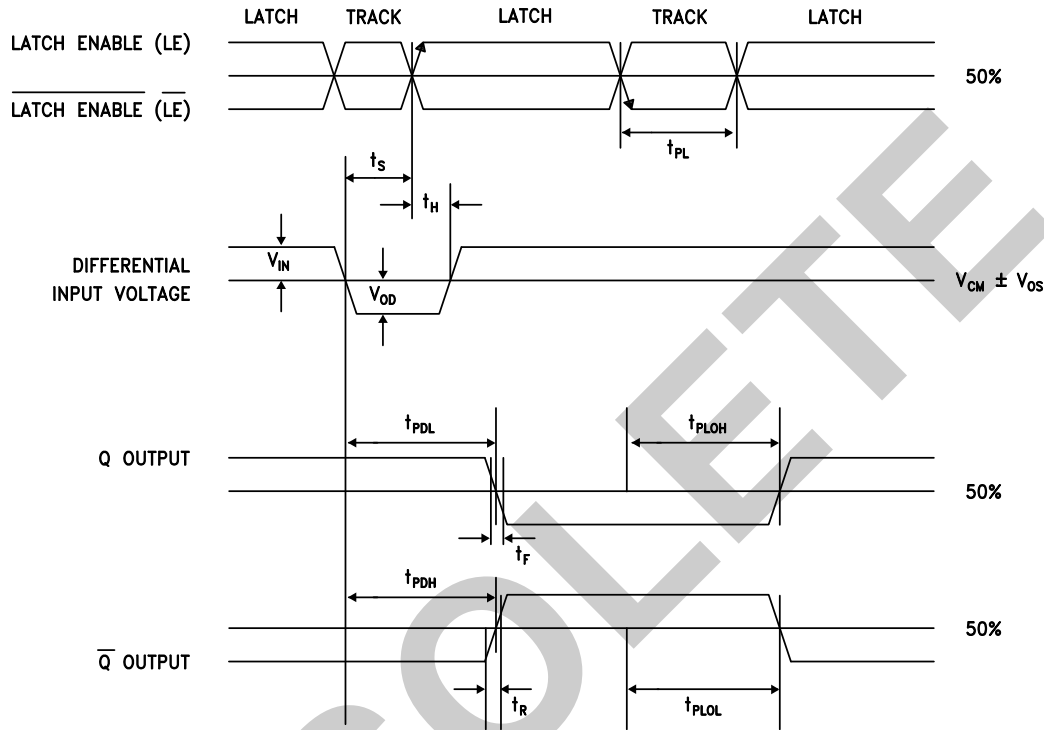 LATCH TRACK LATCH TRACK LATCH
LATCH ENABLE (LE)
50%
LATCH ENABLE (LE)
tS
tPL
tH
VIN
DIFFERENTIAL
INPUT VOLTAGE
VOD
VCM ± VOS
tPDL
tPLOH
Q OUTPUT
50%
tF
tPDH
50%
Q OUTPUT
tR
tPLOL
OLETE